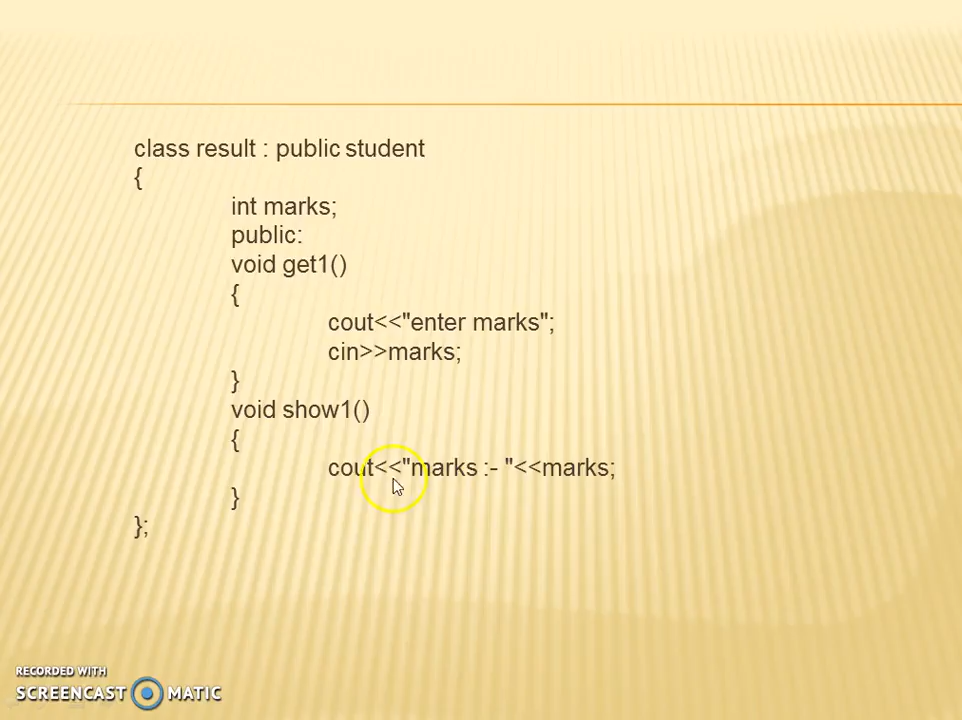 class result : public student
{
int marks;
public:
void get1()
{
cout<<"enter marks";
cin>>marks;
}
void show1()
{
cout<<"marks :- "<<marks;
}
};
RECORDED WITH
SCREENCAST MATIC